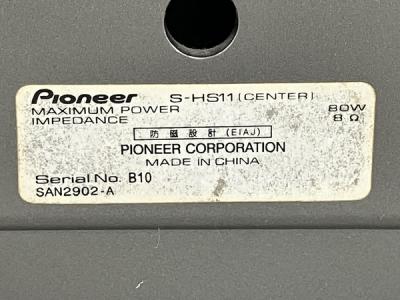 Pioneer S-HS11(CENTER)
MAXIMUM POWER 80W
IMPEDANCE 8Ω
防磁設計(EIAJ)
PIONEER CORPORATION
MADE IN CHINA
Serial No. B10
SAN2902-A